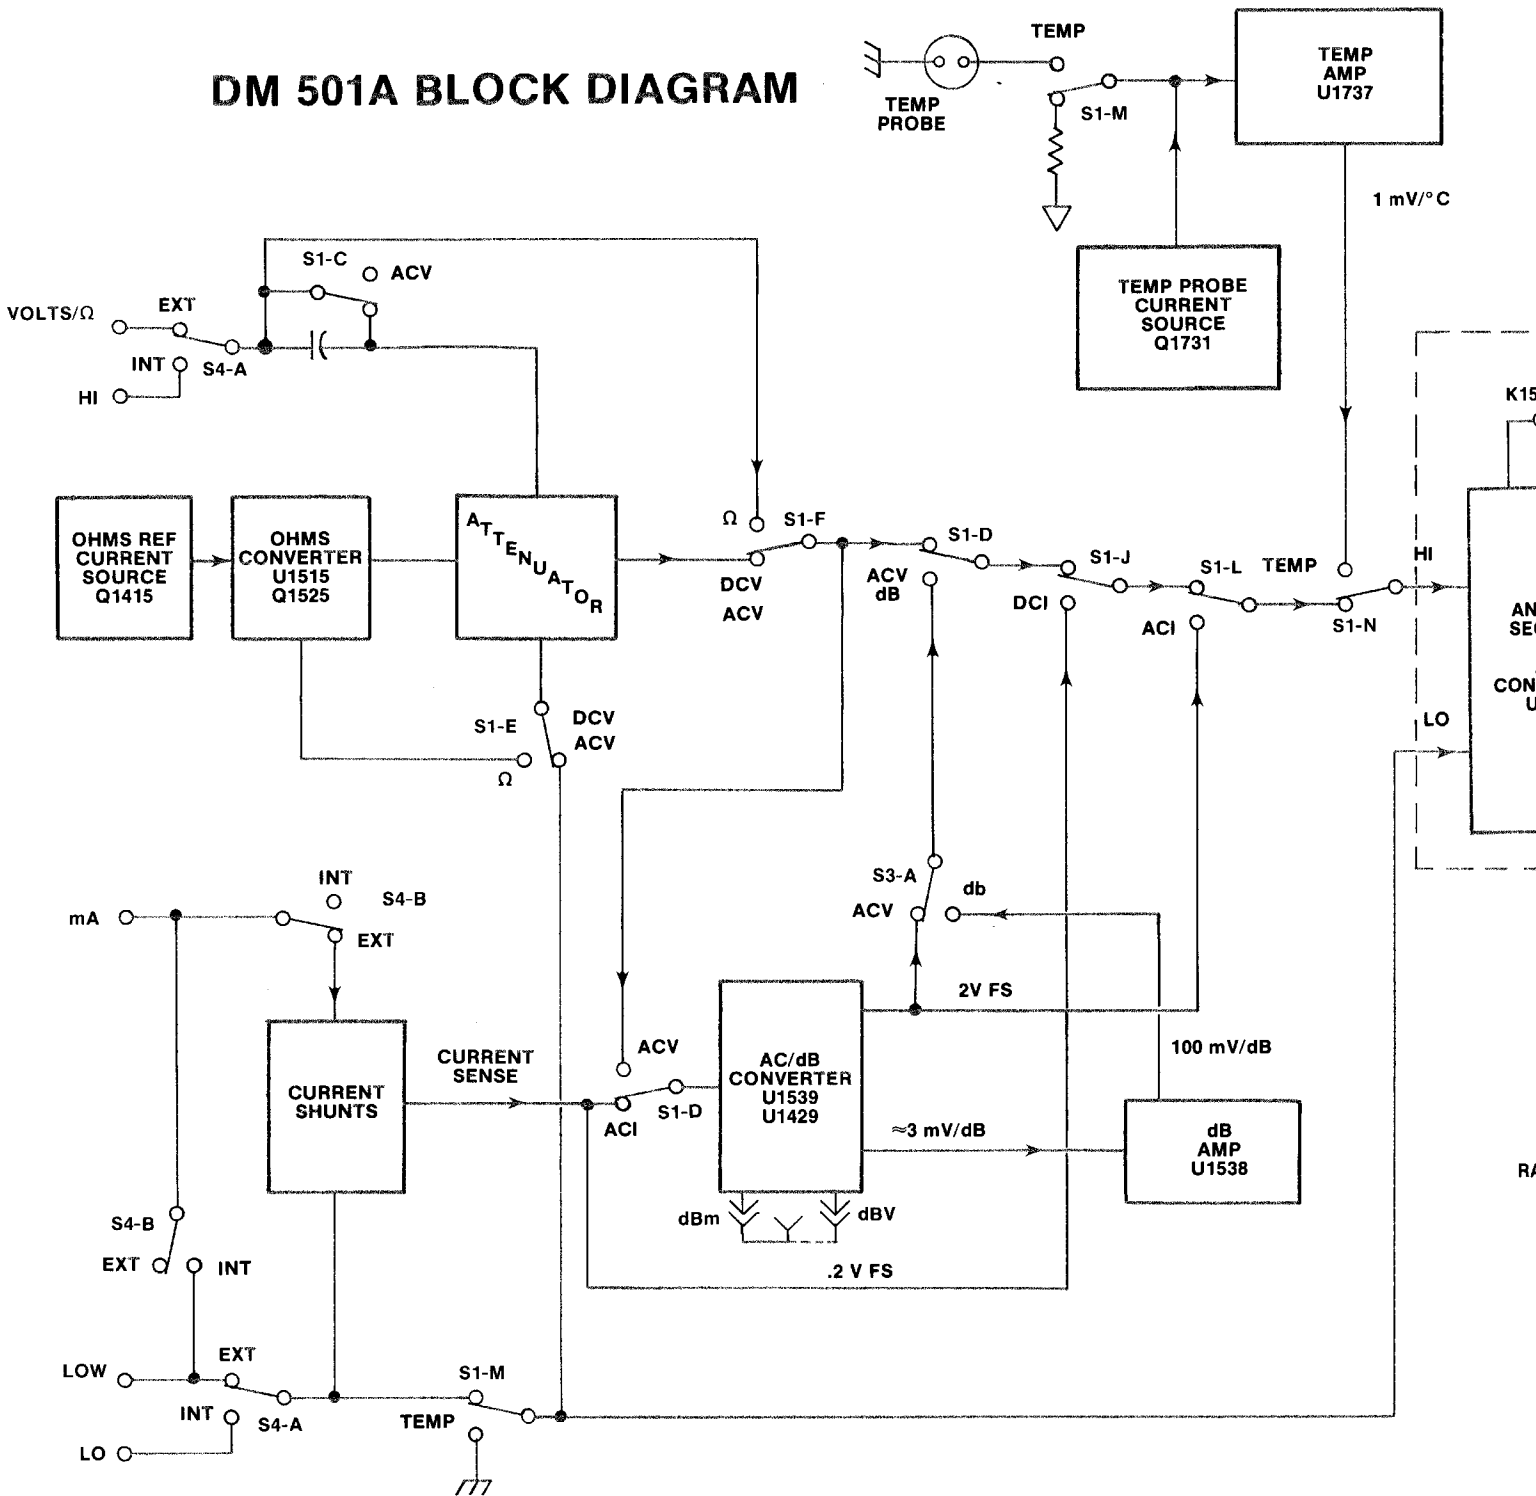 DM 501A BLOCK DIAGRAM
TEMP
TEMP
PROBE
S1-M
TEMP
AMP
U1737
1 mV/°C
TEMP PROBE
CURRENT
SOURCE
Q1731
S1-C
ACV
VOLTS/Ω
EXT
INT
S4-A
HI
OHMS REF
CURRENT
SOURCE
Q1415
OHMS
CONVERTER
U1515
Q1525
ATTENUATOR
Ω
S1-F
DCV
ACV
S1-D
ACV
dB
S1-J
DCI
S1-L
ACI
TEMP
S1-N
HI
LO
K15
AN
SEC
CON
U
S1-E
DCV
ACV
Ω
INT
S4-B
mA
EXT
S3-A
ACV
db
2V FS
CURRENT
SHUNTS
CURRENT
SENSE
ACV
S1-D
ACI
AC/dB
CONVERTER
U1539
U1429
100 mV/dB
≈3 mV/dB
dB
AMP
U1538
RA
dBm
dBV
.2 V FS
S4-B
EXT
INT
LOW
EXT
INT
S4-A
LO
S1-M
TEMP